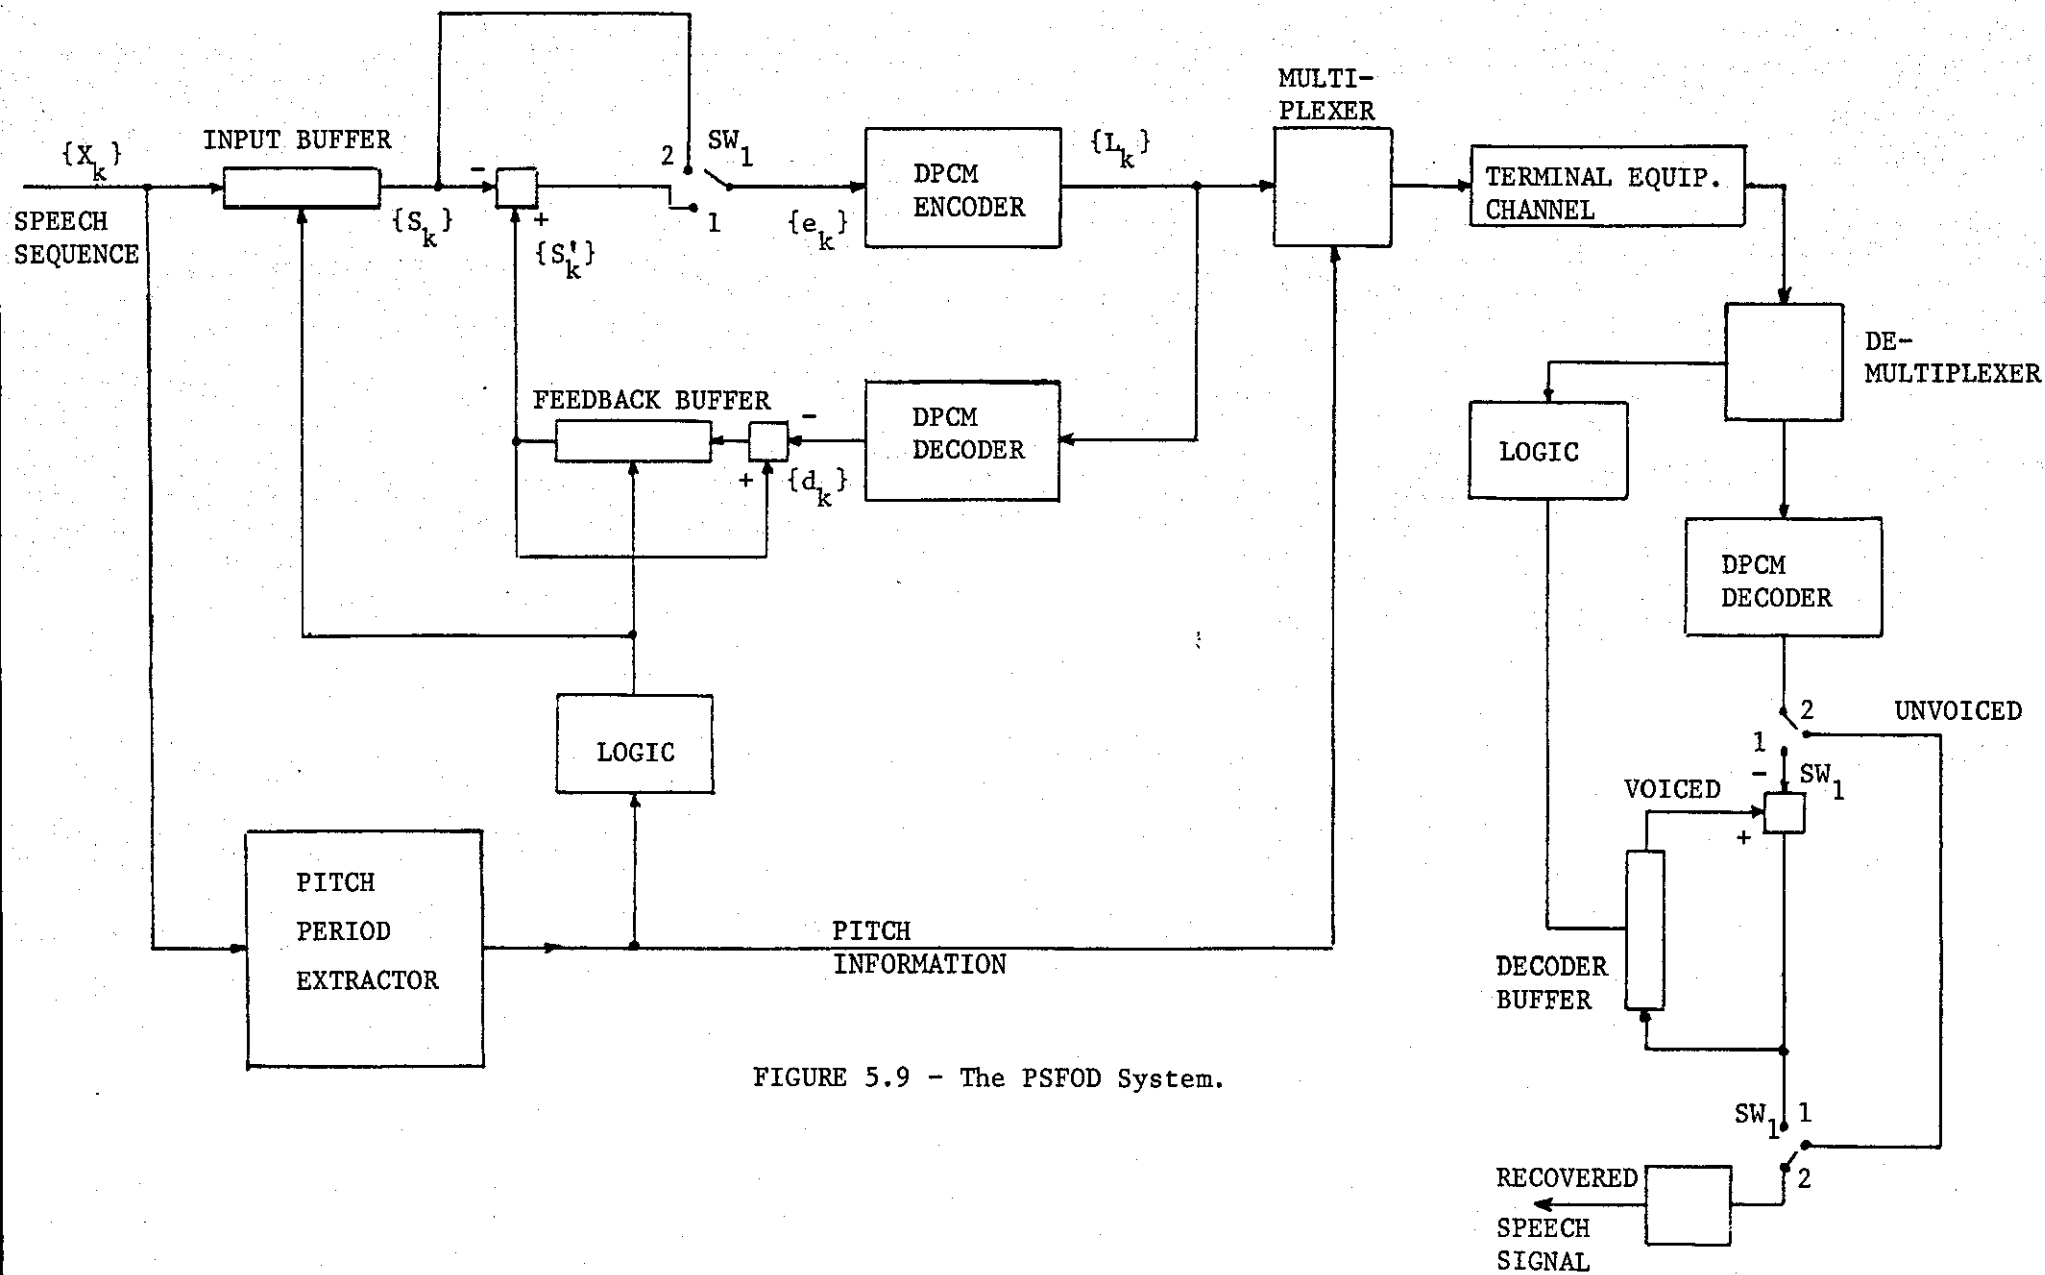 MULTI-
PLEXER
{X_k}
INPUT BUFFER
2
SW_1
{L_k}
-
DPCM
ENCODER
TERMINAL EQUIP.
CHANNEL
SPEECH
SEQUENCE
{S_k}
+
1
{e_k}
{S'_k}
DE-
MULTIPLEXER
FEEDBACK BUFFER
-
DPCM
DECODER
+
{d_k}
LOGIC
DPCM
DECODER
LOGIC
2
UNVOICED
1
-
SW_1
VOICED
+
PITCH
PERIOD
EXTRACTOR
PITCH
INFORMATION
DECODER
BUFFER
FIGURE 5.9 - The PSFOD System.
SW_1
1
2
RECOVERED
SPEECH
SIGNAL